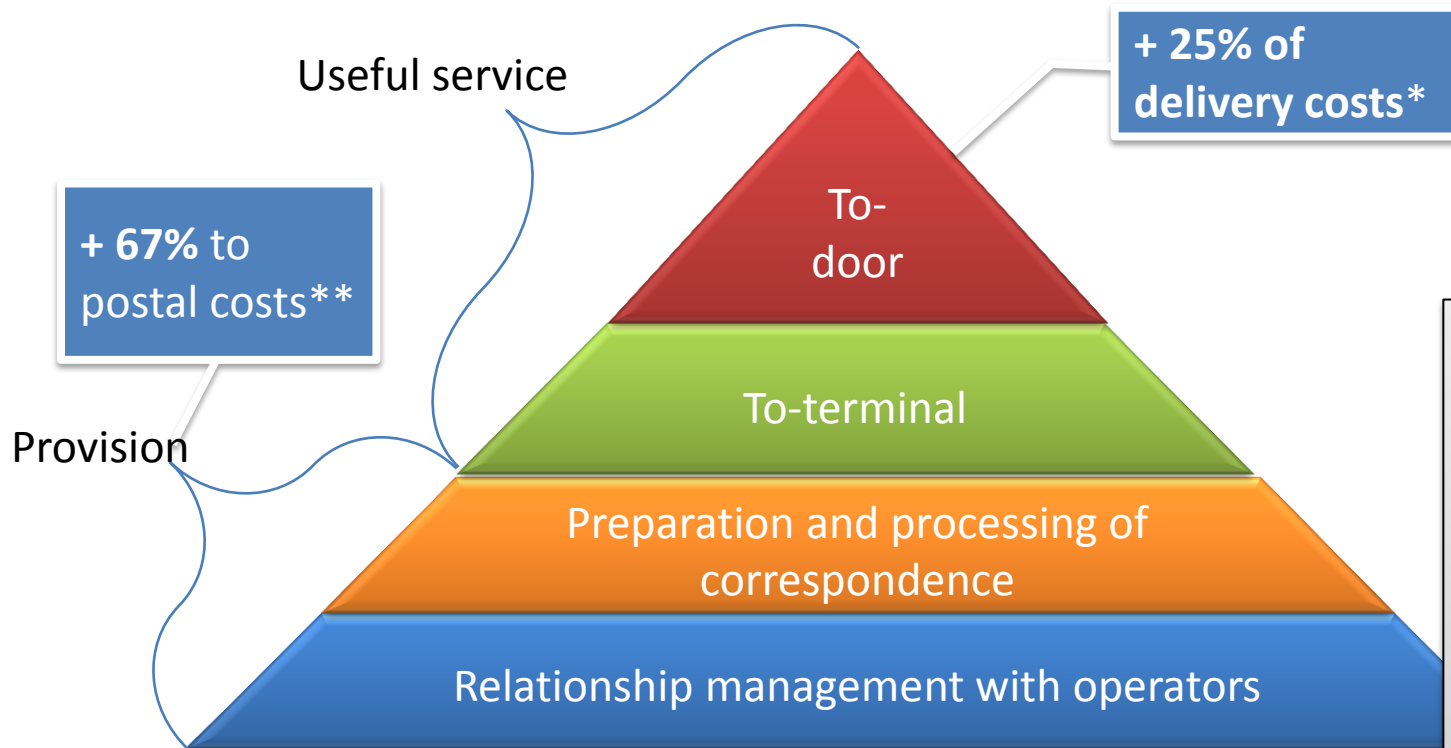 Useful service
+ 25% of
delivery costs*
+ 67% to
postal costs**
Provision
To-
door
To-terminal
Preparation and processing of
correspondence
Relationship management with operators